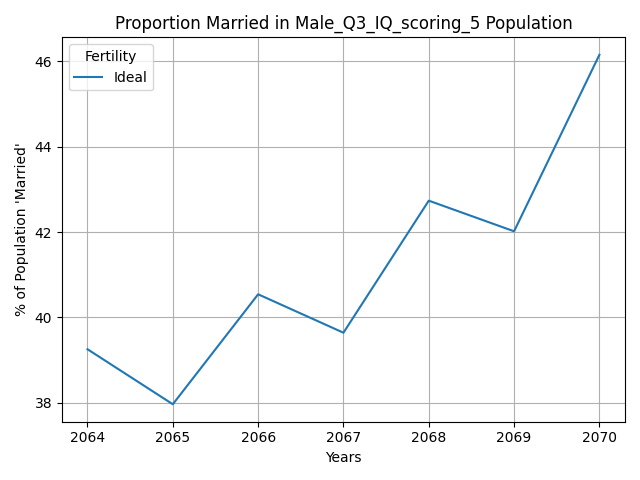 Proportion Married in Male_Q3_IQ_scoring_5 Population
Fertility
Ideal
% of Population 'Married'
46
44
42
40
38
2064 2065 2066 2067 2068 2069 2070
Years